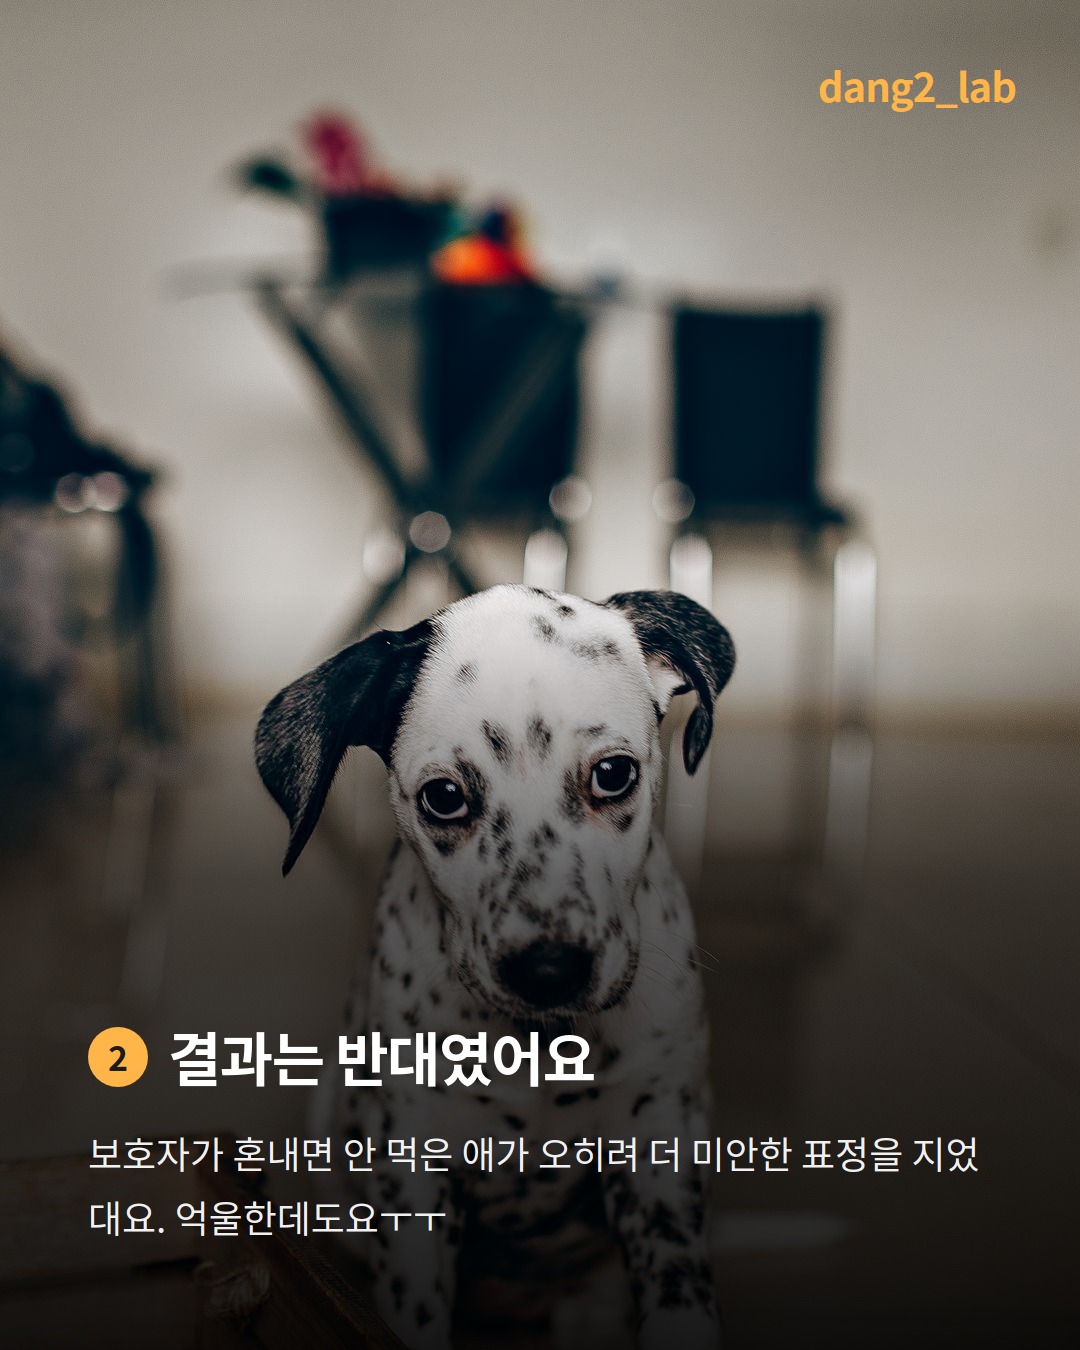 dang2_lab
2 결과는 반대였어요
보호자가 혼내면 안 먹은 애가 오히려 더 미안한 표정을 지었
대요. 억울한데도요ㅜㅜ